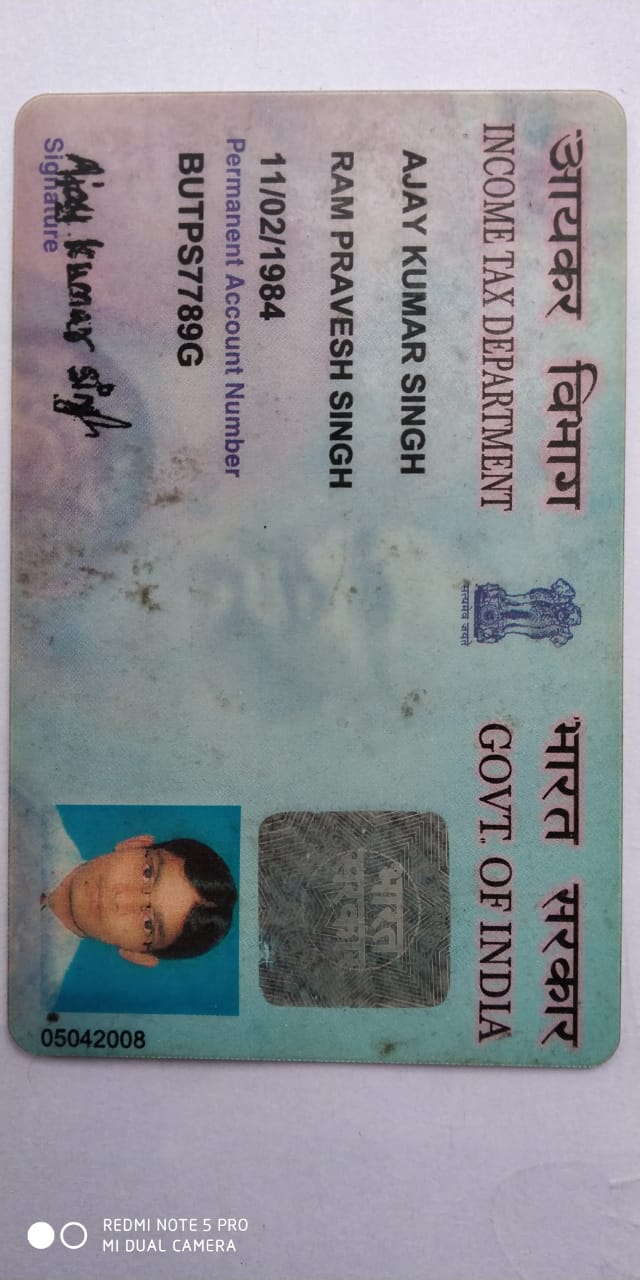 आयकर विभाग
INCOME TAX DEPARTMENT
सत्यमेव जयते
भारत सरकार
GOVT. OF INDIA
AJAY KUMAR SINGH
RAM PRAVESH SINGH
11/02/1984
Permanent Account Number
BUTPS7789G
Ajay Kumar Singh
Signature
भारत
सरकार
05042008
REDMI NOTE 5 PRO
MI DUAL CAMERA